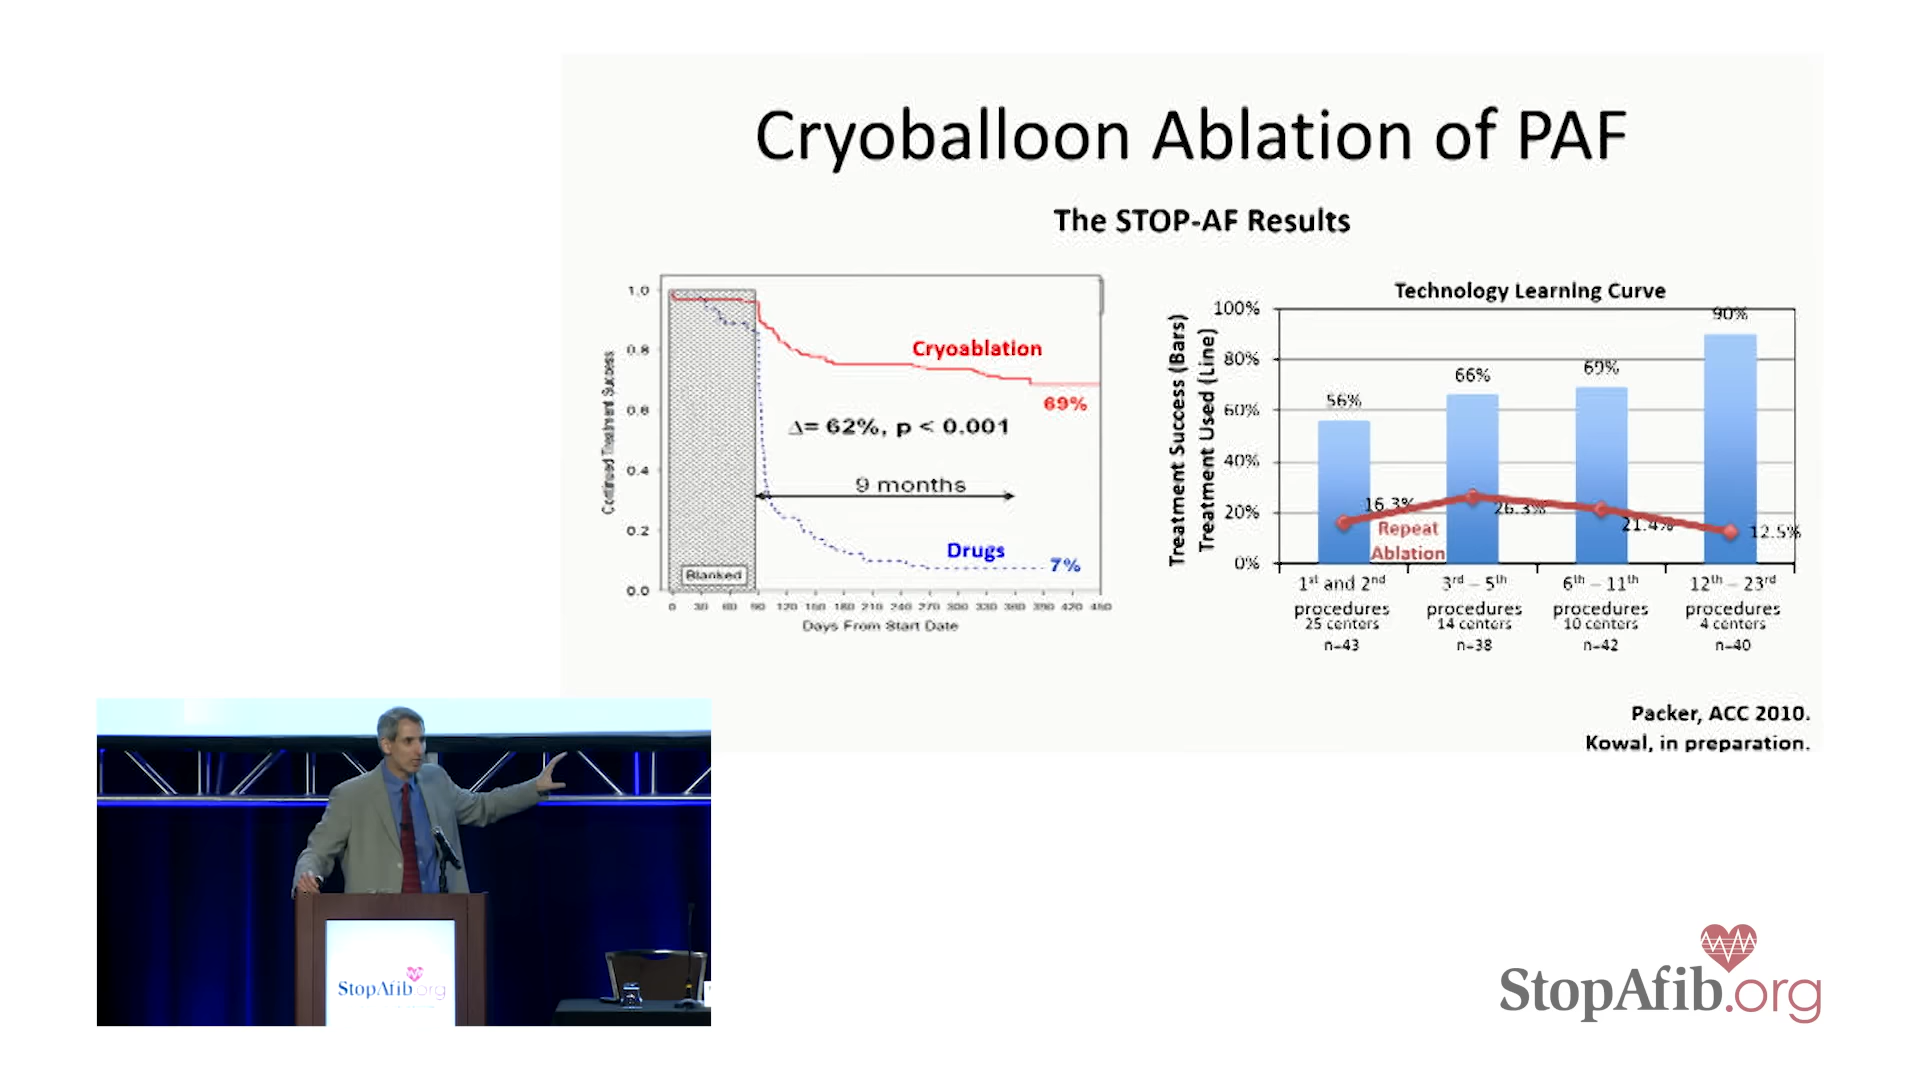 Cryoballoon Ablation of PAF
The STOP-AF Results
Continued Treatment Success
1.0
0.8
0.6
0.4
0.2
0.0
Cryoablation
69%
Δ= 62%, p < 0.001
9 months
Drugs
7%
Blanked
0 30 60 90 120 150 180 210 240 270 300 330 360 390 420 450
Days From Start Date
Technology Learning Curve
Treatment Success (Bars)
Treatment Used (Line)
100%
80%
60%
40%
20%
0%
56%
66%
69%
90%
16.3%
26.3%
21.4%
12.5%
Repeat
Ablation
1st and 2nd
procedures
25 centers
n=43
3rd – 5th
procedures
14 centers
n=38
6th – 11th
procedures
10 centers
n=42
12th – 23rd
procedures
4 centers
n=40
Packer, ACC 2010.
Kowal, in preparation.
StopAfib.org
StopAfib.org